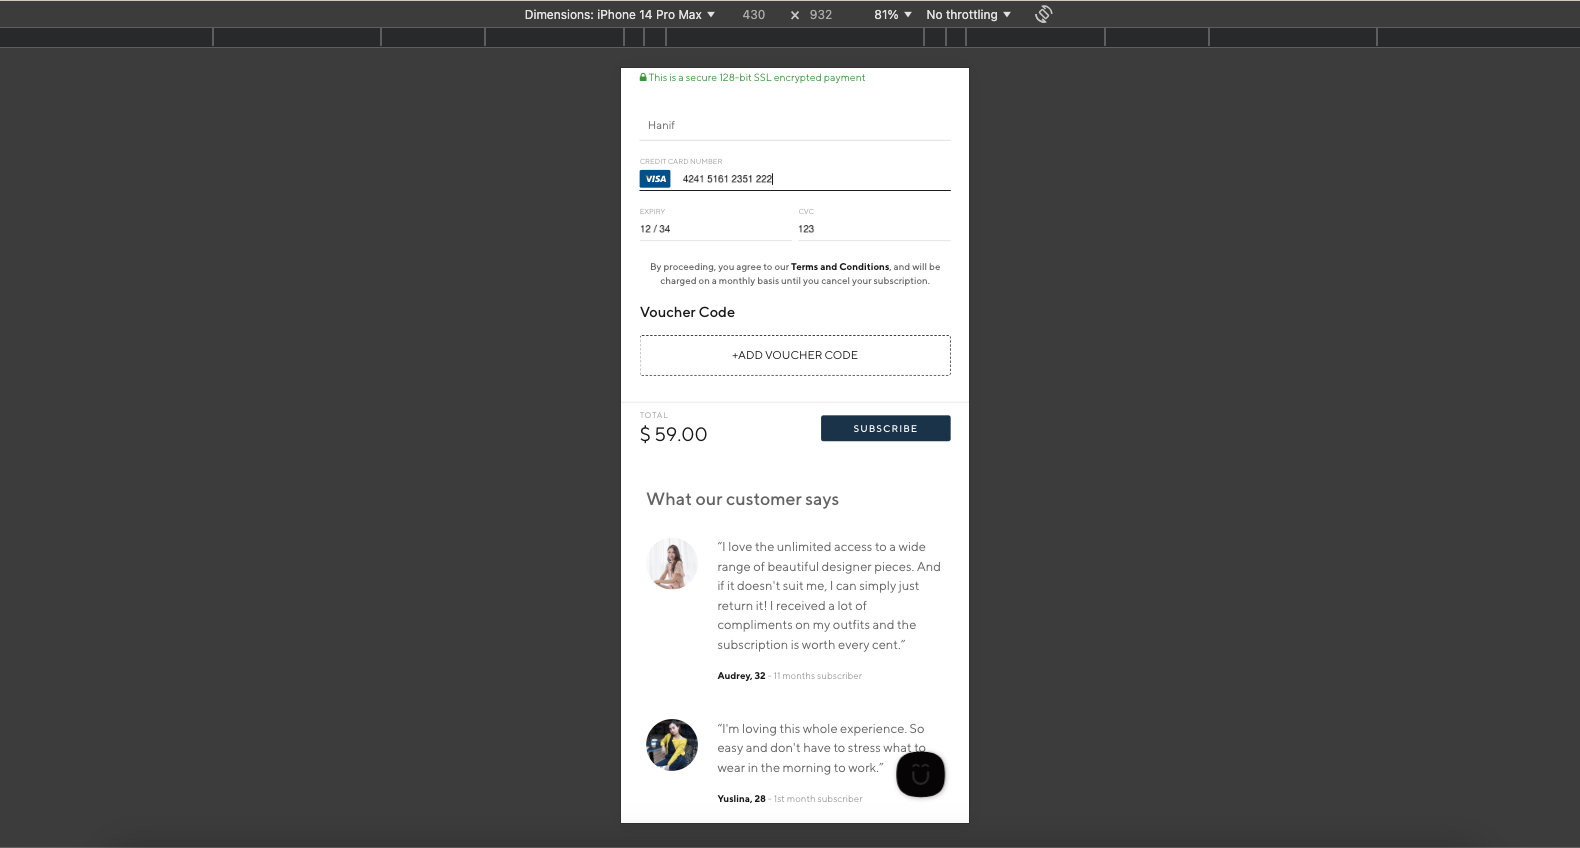 Dimensions: iPhone 14 Pro Max ▼ 430 × 932 81% ▼ No throttling ▼
This is a secure 128-bit SSL encrypted payment
Hanif
CREDIT CARD NUMBER
VISA 4241 5161 2351 222
EXPIRY CVC
12 / 34 123
By proceeding, you agree to our Terms and Conditions, and will be
charged on a monthly basis until you cancel your subscription.
Voucher Code
+ADD VOUCHER CODE
TOTAL
$ 59.00 SUBSCRIBE
What our customer says
“I love the unlimited access to a wide
range of beautiful designer pieces. And
if it doesn't suit me, I can simply just
return it! I received a lot of
compliments on my outfits and the
subscription is worth every cent.”
Audrey, 32 - 11 months subscriber
“I'm loving this whole experience. So
easy and don't have to stress what to
wear in the morning to work.”
Yuslina, 28 - 1st month subscriber